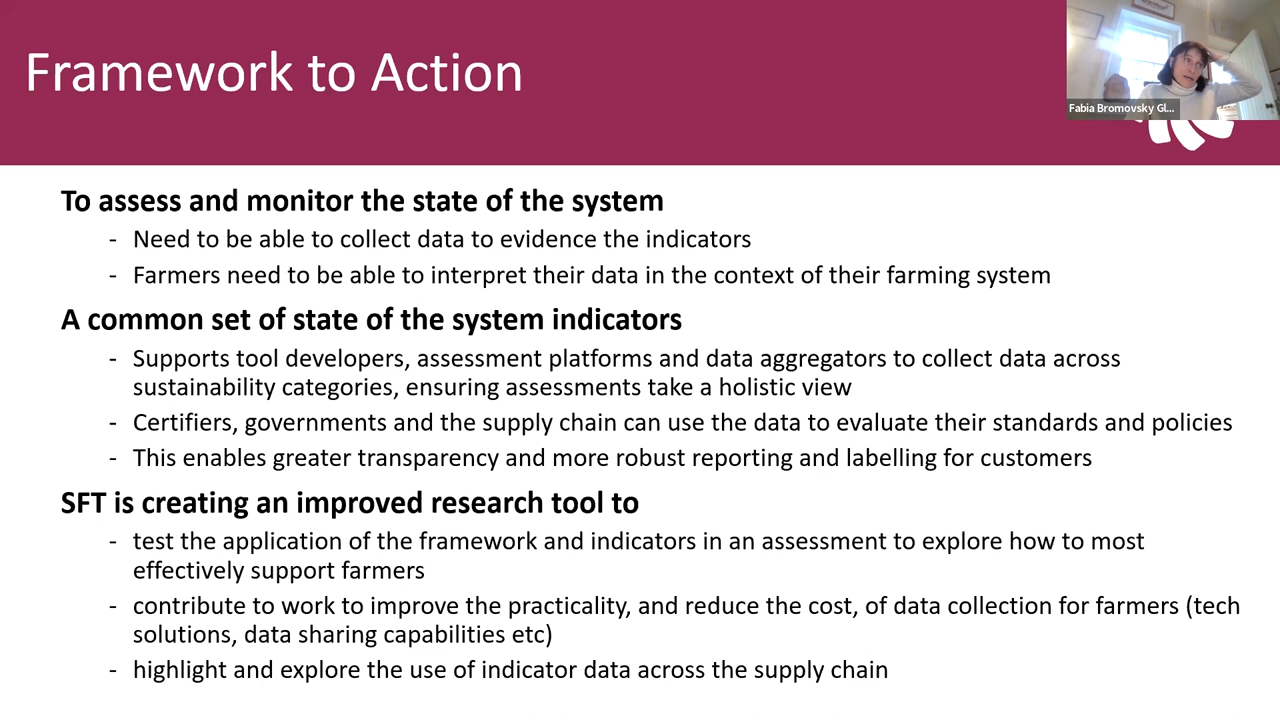 Framework to Action
Fabia Bromovsky Gl...
To assess and monitor the state of the system
- Need to be able to collect data to evidence the indicators
- Farmers need to be able to interpret their data in the context of their farming system
A common set of state of the system indicators
- Supports tool developers, assessment platforms and data aggregators to collect data across
sustainability categories, ensuring assessments take a holistic view
- Certifiers, governments and the supply chain can use the data to evaluate their standards and policies
- This enables greater transparency and more robust reporting and labelling for customers
SFT is creating an improved research tool to
- test the application of the framework and indicators in an assessment to explore how to most
effectively support farmers
- contribute to work to improve the practicality, and reduce the cost, of data collection for farmers (tech
solutions, data sharing capabilities etc)
- highlight and explore the use of indicator data across the supply chain